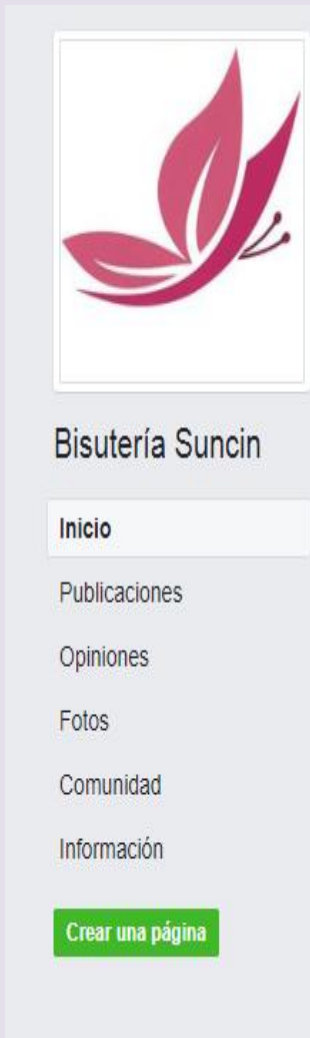 Bisutería Suncin
Inicio
Publicaciones
Opiniones
Fotos
Comunidad
Información
Crear una página